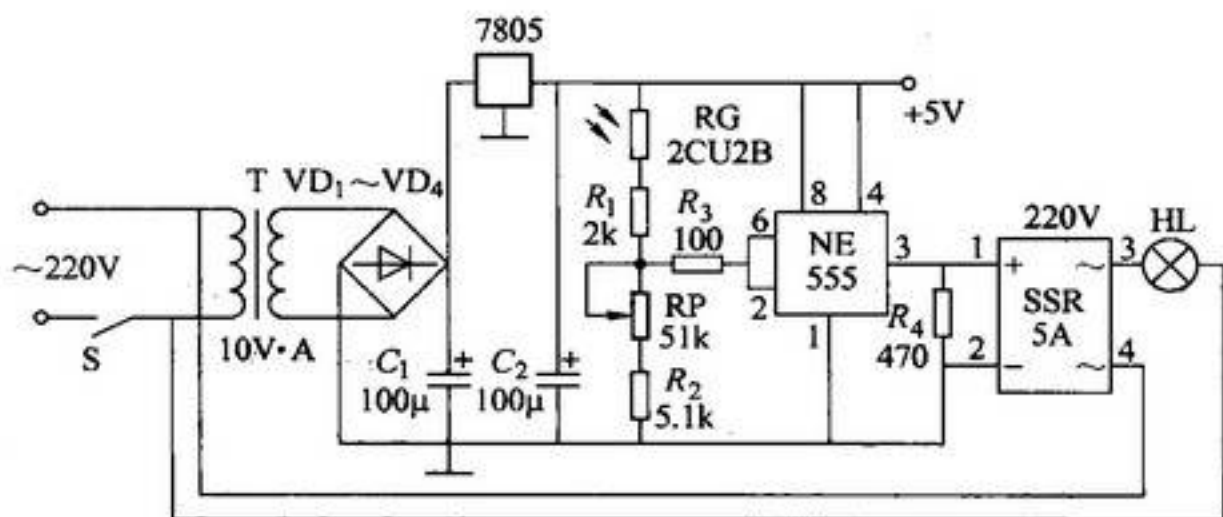 7805
+5V
RG
2CU2B
T VD₁~VD₄
R₁
2k
R₃
100
6
2
8
4
NE
555
3
1
220V
HL
1
+
~
3
SSR
5A
2
−
~
4
~220V
S
10V·A
C₁
100μ
+
C₂
100μ
+
RP
51k
R₂
5.1k
R₄
470